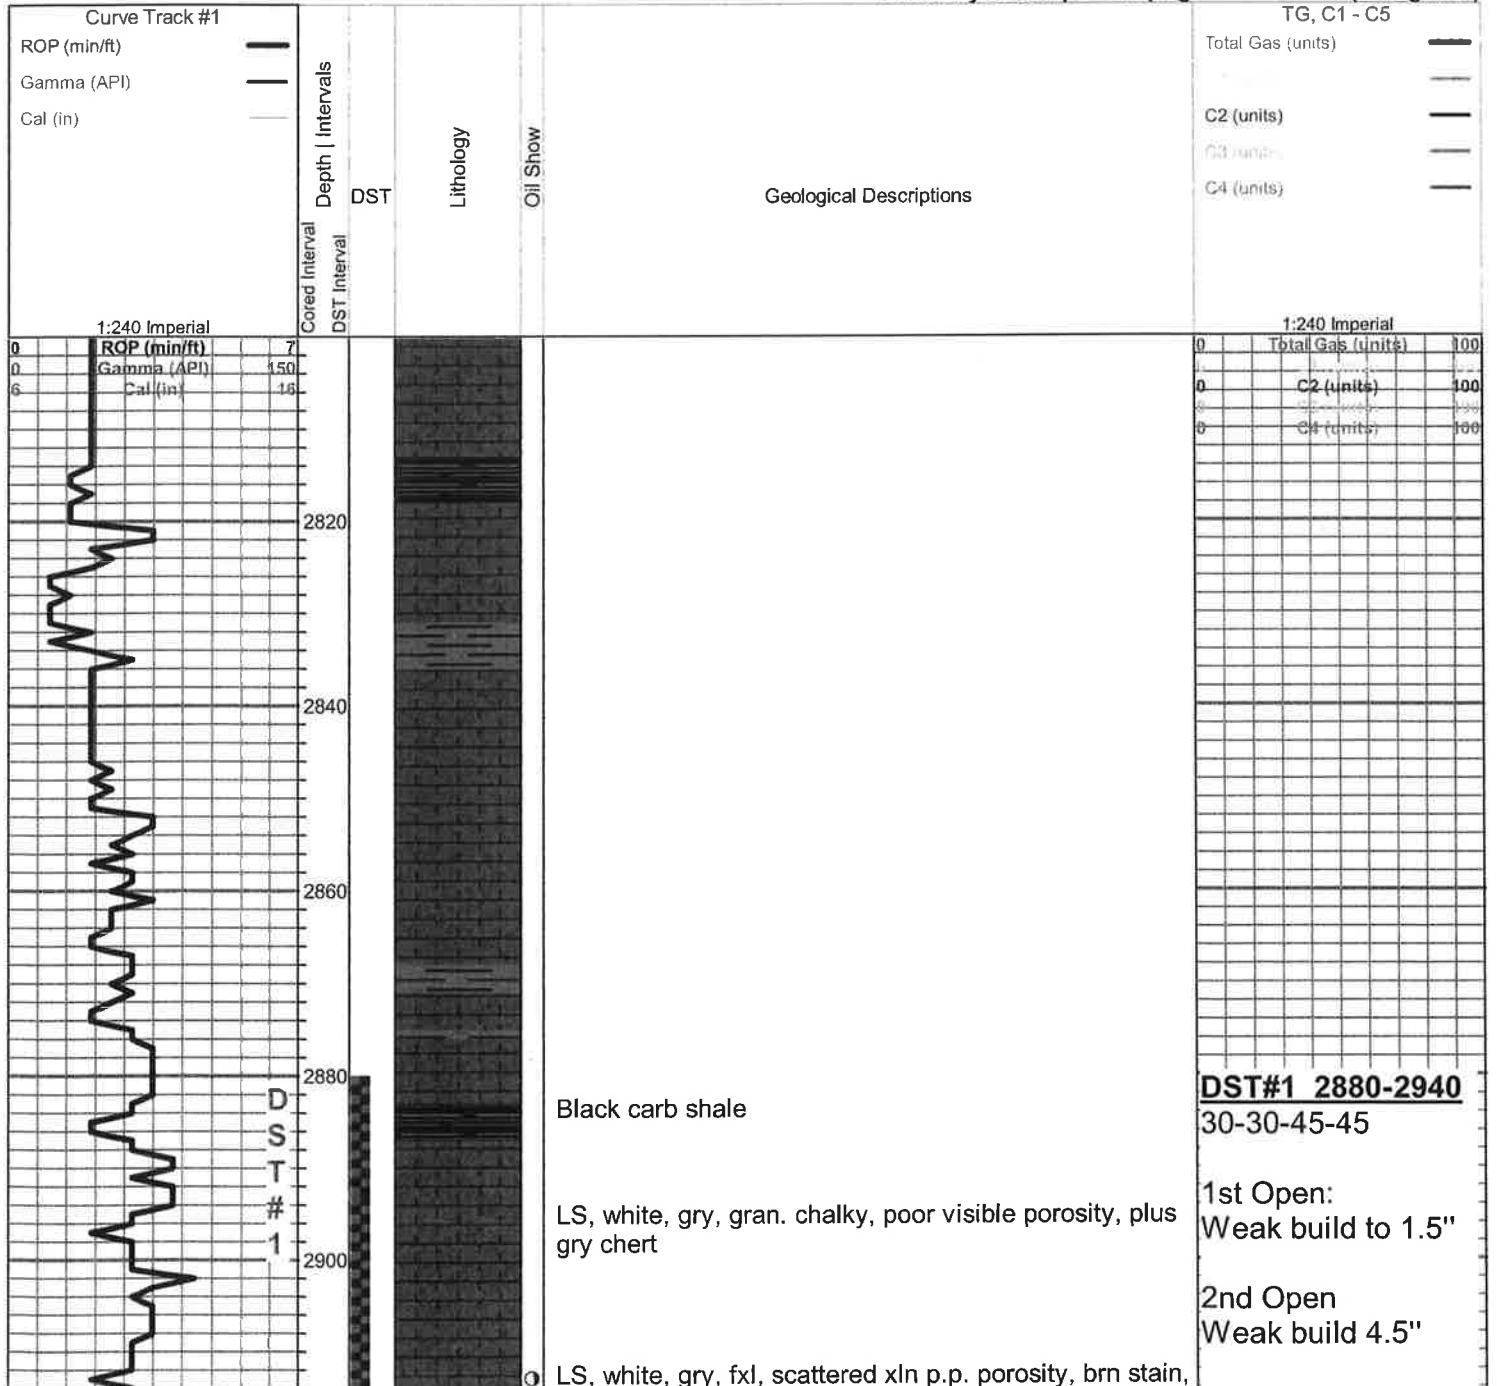 Curve Track #1
ROP (min/ft)
Gamma (API)
Cal (in)
1:240 Imperial
Depth | Intervals
Cored Interval
DST Interval
DST
Lithology
Oil Show
Geological Descriptions
TG, C1 - C5
Total Gas (units)
C2 (units)
C3 (units)
C4 (units)
1:240 Imperial
0 ROP (min/ft) 7
0 Gamma (API) 150
6 Cal (in) 16
0 Total Gas (units) 100
0 C2 (units) 100
0 C4 (units) 100
2820
2840
2860
2880
2900
DST#1
Black carb shale
LS, white, gry, gran. chalky, poor visible porosity, plus
gry chert
LS, white, gry, fxl, scattered xln p.p. porosity, brn stain,
DST#1 2880-2940
30-30-45-45
1st Open:
Weak build to 1.5"
2nd Open
Weak build 4.5"